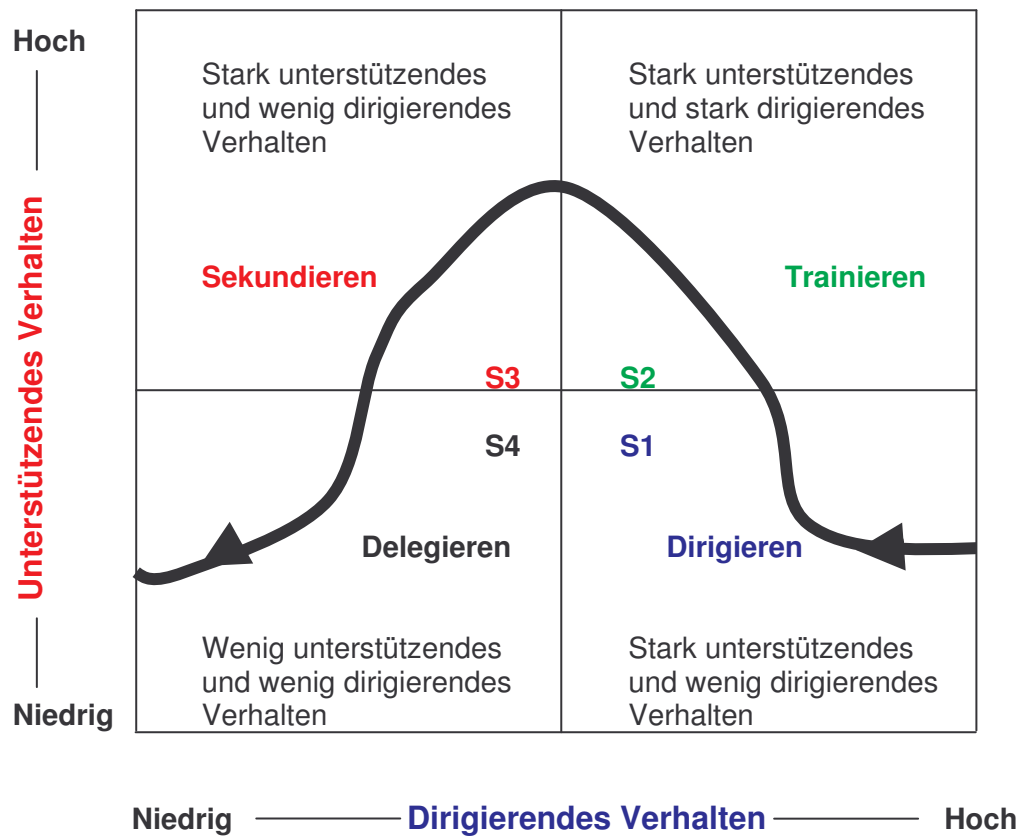 Hoch
Stark unterstützendes
und wenig dirigierendes
Verhalten
Stark unterstützendes
und stark dirigierendes
Verhalten
Unterstützendes Verhalten
Sekundieren
Trainieren
S3
S2
S4
S1
Delegieren
Dirigieren
Wenig unterstützendes
und wenig dirigierendes
Verhalten
Stark unterstützendes
und wenig dirigierendes
Verhalten
Niedrig
Niedrig
Dirigierendes Verhalten
Hoch